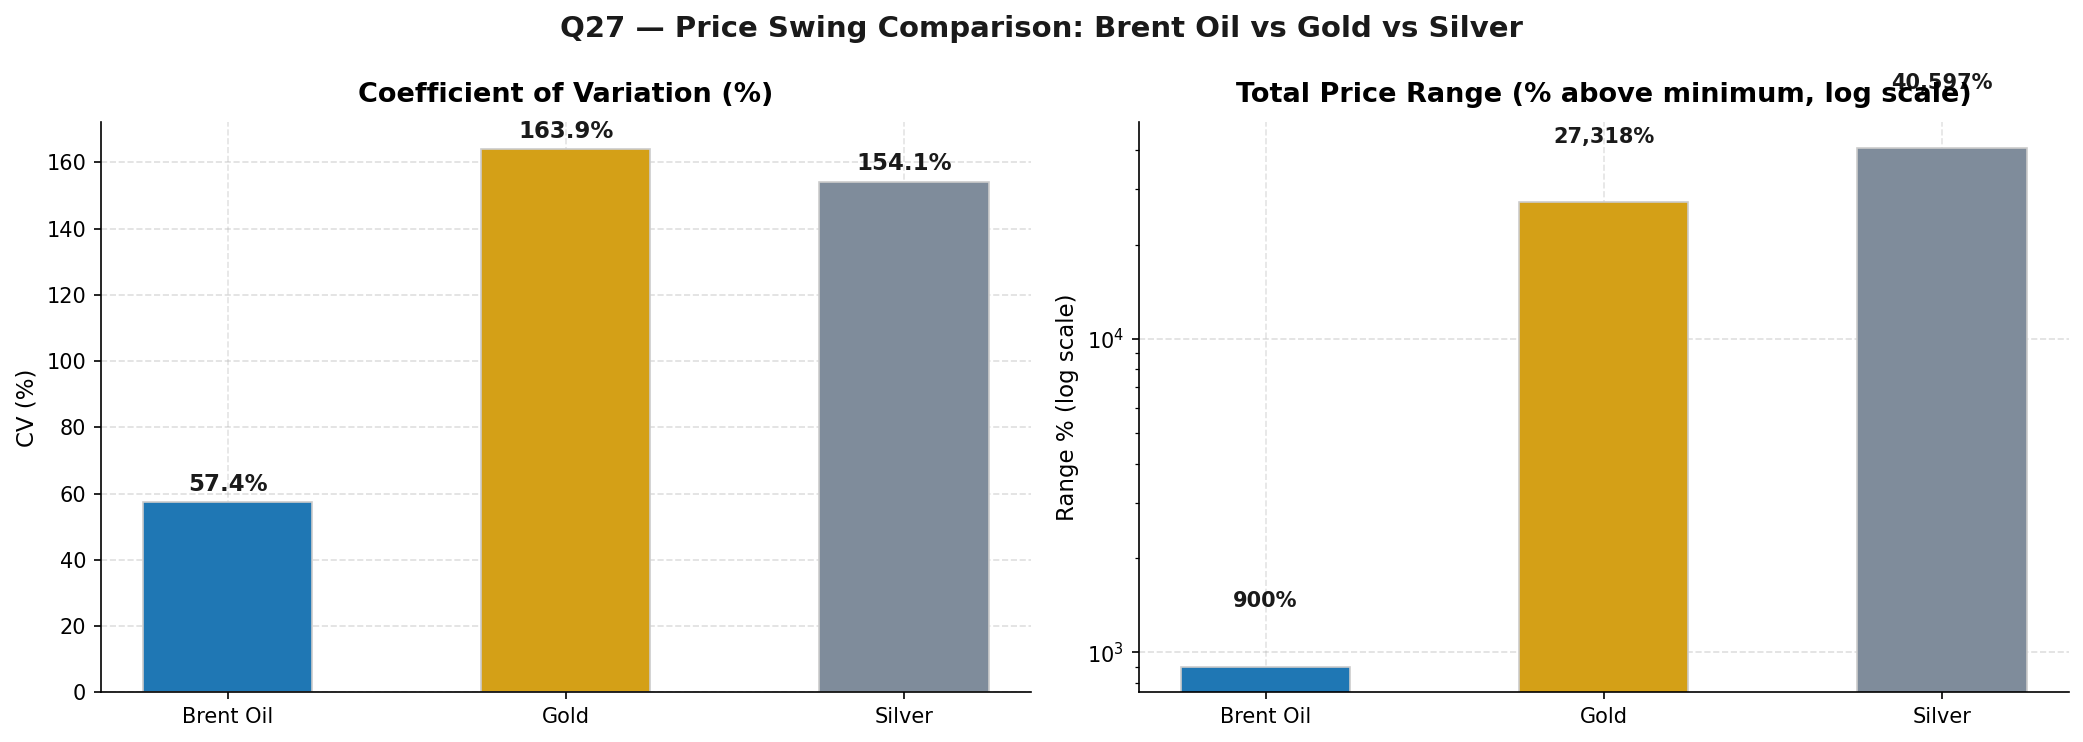 Q27 — Price Swing Comparison: Brent Oil vs Gold vs Silver
Coefficient of Variation (%)
CV (%)
160
140
120
100
80
60
40
20
0
57.4%
163.9%
154.1%
Brent Oil
Gold
Silver
Total Price Range (% above minimum, log scale)
Range % (log scale)
10⁴
10³
900%
27,318%
40,597%
Brent Oil
Gold
Silver